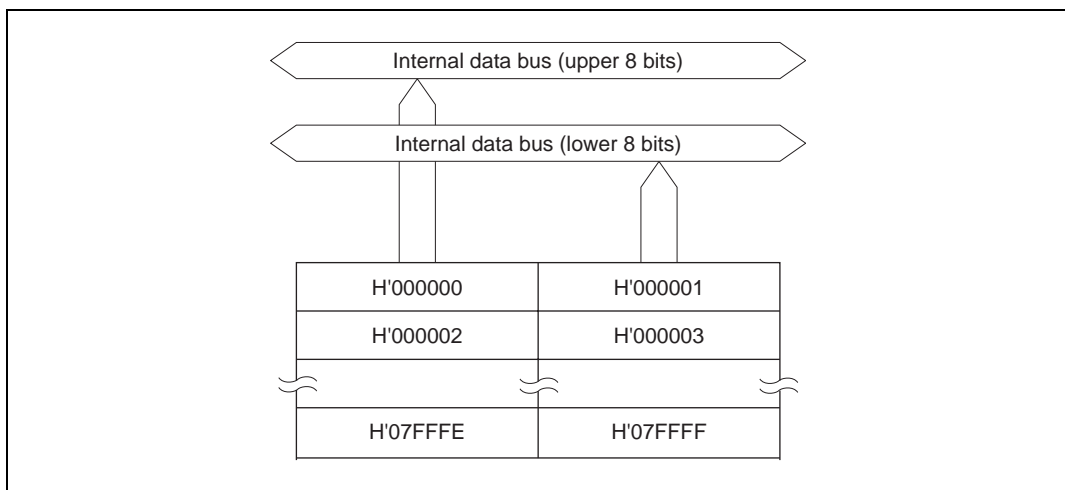 Internal data bus (upper 8 bits)
Internal data bus (lower 8 bits)
H'000000 H'000001
H'000002 H'000003
H'07FFFE H'07FFFF